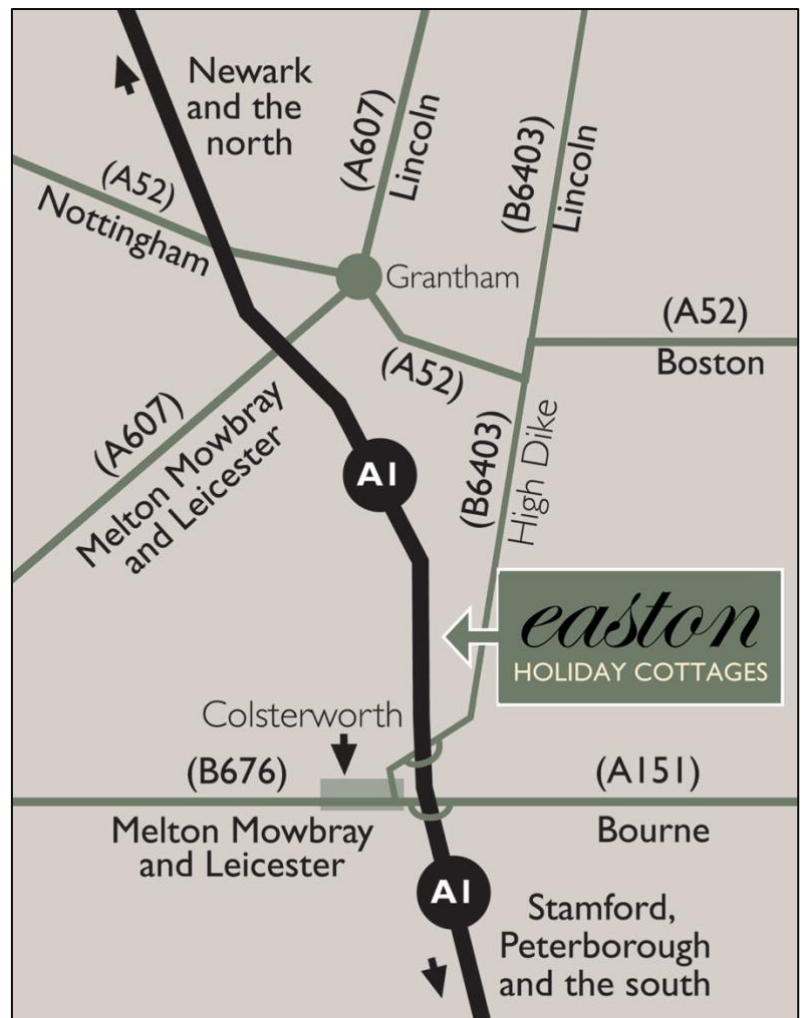 Newark
and the
north
(A607)
Lincoln
(B6403)
Lincoln
(A52)
Nottingham
Grantham
(A52)
Boston
(A52)
(A607)
Melton Mowbray
and Leicester
A1
(B6403)
High Dike
easton
HOLIDAY COTTAGES
Colsterworth
(B676)
(A151)
Melton Mowbray
and Leicester
Bourne
A1
Stamford,
Peterborough
and the south